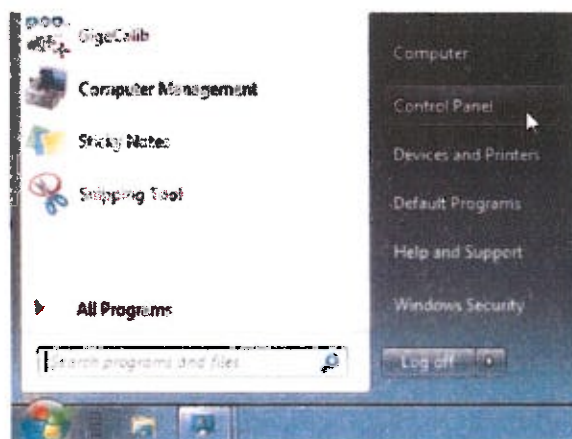 GigaCalib
Computer Management
Sticky Notes
Snipping Tool
All Programs
Search programs and files
Computer
Control Panel
Devices and Printers
Default Programs
Help and Support
Windows Security
Log off